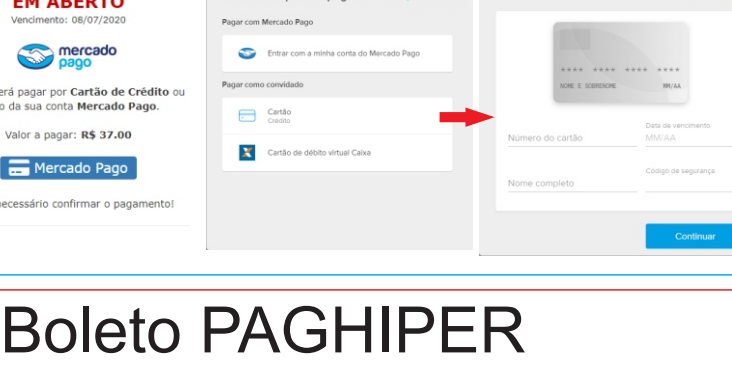 EM ABERTO
Vencimento: 08/07/2020
mercado
pago
erá pagar por Cartão de Crédito ou
o da sua conta Mercado Pago.
Valor a pagar: R$ 37.00
Mercado Pago
ecessário confirmar o pagamento!
Pagar com Mercado Pago
Entrar com a minha conta do Mercado Pago
Pagar como convidado
Cartão
Crédito
Cartão de débito virtual Caixa
**** **** **** ****
NOME E SOBRENOME MM/AA
Número do cartão
Data de vencimento
MM/AA
Nome completo
Código de segurança
Continuar
Boleto PAGHIPER